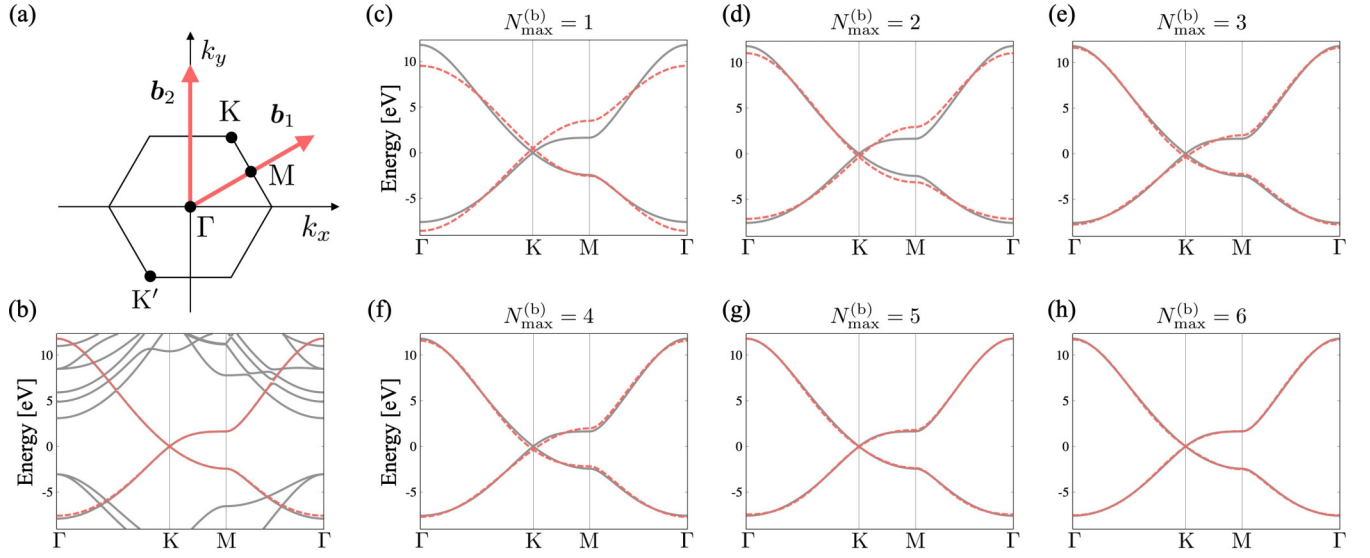 (a)
k_y
b_2
K
b_1
M
Γ
k_x
K′
(b)
Energy [eV]
10
5
0
-5
Γ K M Γ
(c)
N_max^(b) = 1
Energy [eV]
10
5
0
-5
Γ K M Γ
(d)
N_max^(b) = 2
10
5
0
-5
Γ K M Γ
(e)
N_max^(b) = 3
10
5
0
-5
Γ K M Γ
(f)
N_max^(b) = 4
Energy [eV]
10
5
0
-5
Γ K M Γ
(g)
N_max^(b) = 5
10
5
0
-5
Γ K M Γ
(h)
N_max^(b) = 6
10
5
0
-5
Γ K M Γ